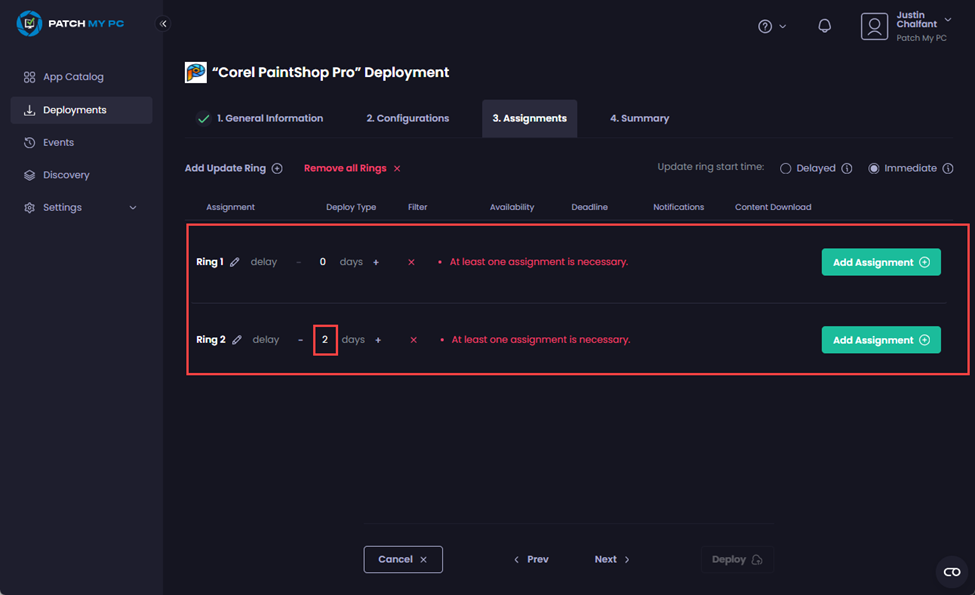 PATCH MY PC
Justin Chalfant
Patch My PC
App Catalog
Deployments
Events
Discovery
Settings
“Corel PaintShop Pro” Deployment
1. General Information
2. Configurations
3. Assignments
4. Summary
Add Update Ring
Remove all Rings
Update ring start time:
Delayed
Immediate
Assignment
Deploy Type
Filter
Availability
Deadline
Notifications
Content Download
Ring 1 delay - 0 days + × • At least one assignment is necessary. Add Assignment
Ring 2 delay - 2 days + × • At least one assignment is necessary. Add Assignment
Cancel ×
Prev
Next
Deploy